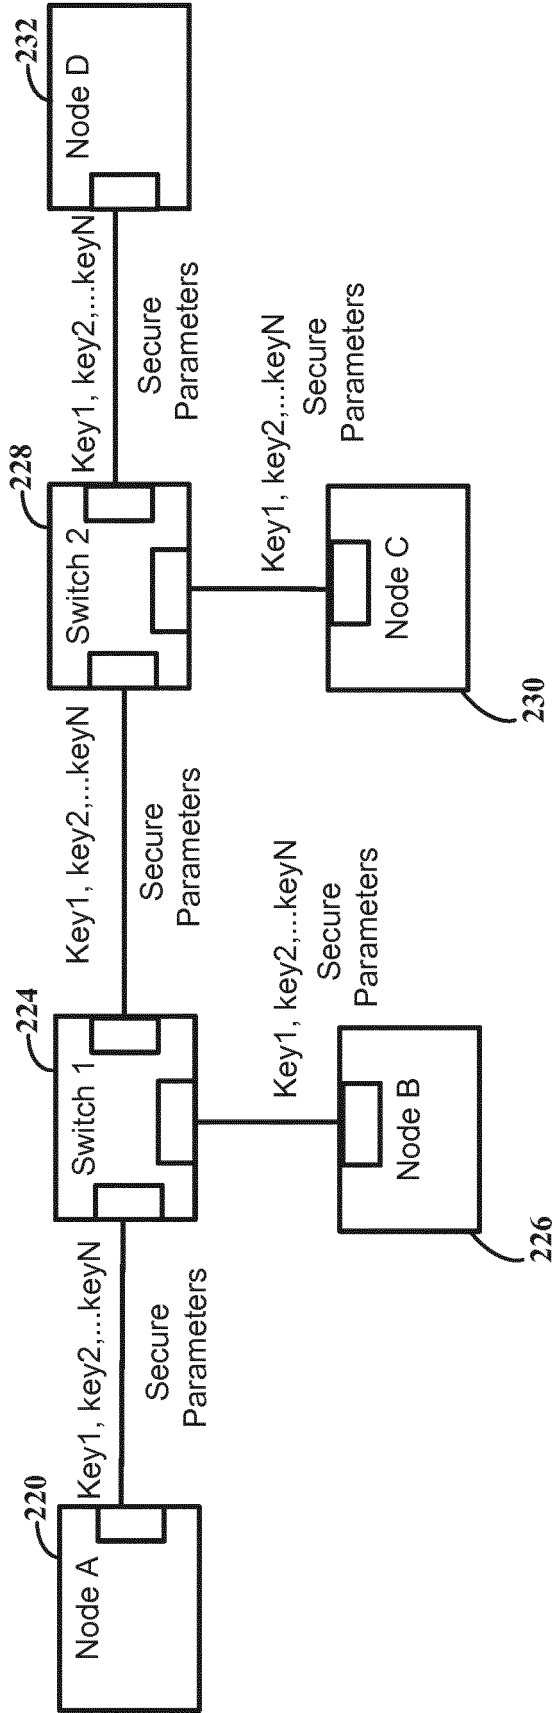 220
Node A
Key1, key2,...keyN
Secure
Parameters
224
Switch 1
Key1, key2,...keyN
Secure
Parameters
Node B
226
Key1, key2,...keyN
Secure
Parameters
228
Switch 2
Key1, key2,...keyN
Secure
Parameters
Node C
230
Key1, key2,...keyN
Secure
Parameters
232
Node D